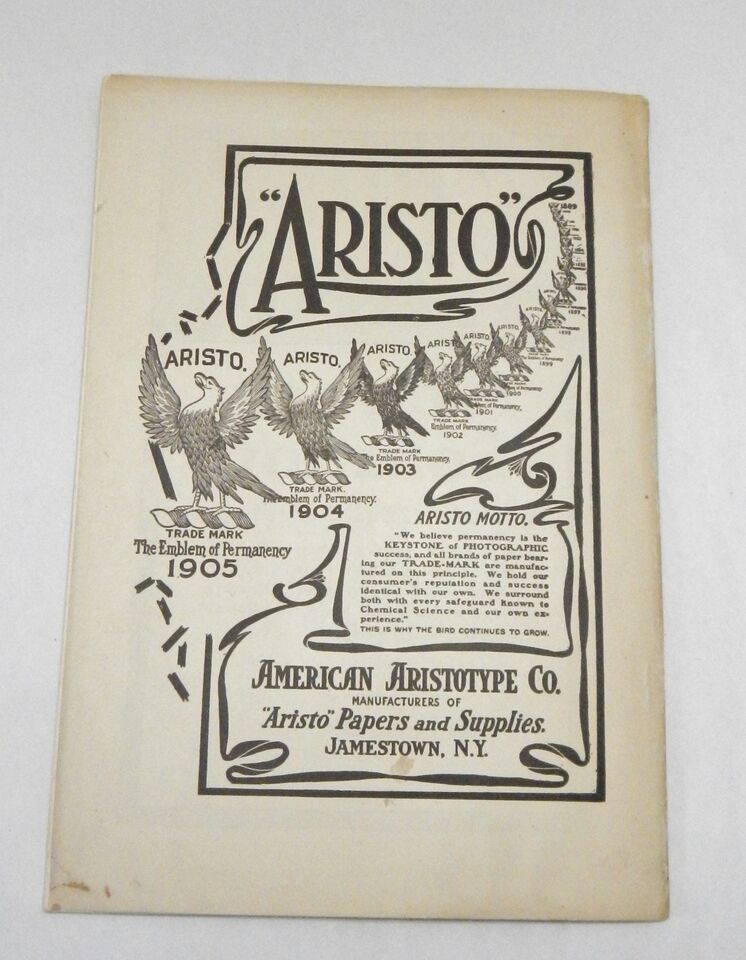 "ARISTO"
1889
1898
1899
1900
TRADE MARK
1901
ARISTO.
TRADE MARK
Emblem of Permanency.
1902
ARISTO.
TRADE MARK
The Emblem of Permanency.
1903
ARISTO.
TRADE MARK.
The Emblem of Permanency.
1904
ARISTO.
TRADE MARK
The Emblem of Permanency
1905
ARISTO MOTTO.
"We believe permanency is the
KEYSTONE of PHOTOGRAPHIC
success, and all brands of paper bear-
ing our TRADE-MARK are manufac-
tured on this principle. We hold our
consumer's reputation and success
identical with our own. We surround
both with every safeguard known to
Chemical Science and our own ex-
perience."
THIS IS WHY THE BIRD CONTINUES TO GROW.
AMERICAN ARISTOTYPE CO.
MANUFACTURERS OF
"Aristo" Papers and Supplies.
JAMESTOWN, N.Y.